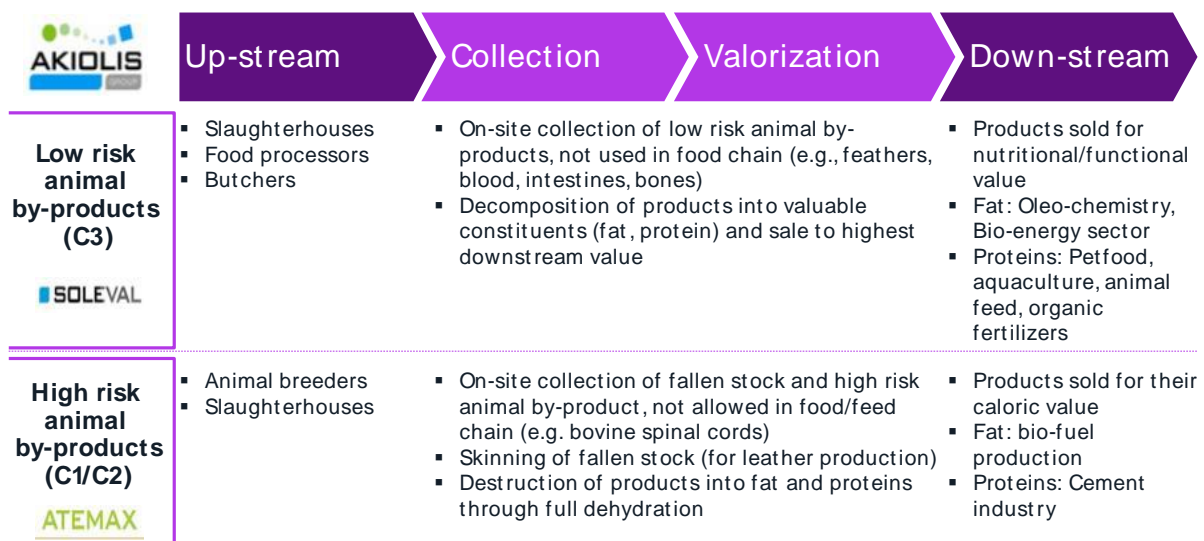 AKIOLIS
GROUP
Up-stream
Collection
Valorization
Down-stream
Low risk
animal
by-products
(C3)
SOLEVAL
▪ Slaughterhouses
▪ Food processors
▪ Butchers
▪ On-site collection of low risk animal by-
products, not used in food chain (e.g., feathers,
blood, intestines, bones)
▪ Decomposition of products into valuable
constituents (fat, protein) and sale to highest
downstream value
▪ Products sold for
nutritional/functional
value
▪ Fat: Oleo-chemistry,
Bio-energy sector
▪ Proteins: Petfood,
aquaculture, animal
feed, organic
fertilizers
High risk
animal
by-products
(C1/C2)
ATEMAX
▪ Animal breeders
▪ Slaughterhouses
▪ On-site collection of fallen stock and high risk
animal by-product, not allowed in food/feed
chain (e.g. bovine spinal cords)
▪ Skinning of fallen stock (for leather production)
▪ Destruction of products into fat and proteins
through full dehydration
▪ Products sold for their
caloric value
▪ Fat: bio-fuel
production
▪ Proteins: Cement
industry